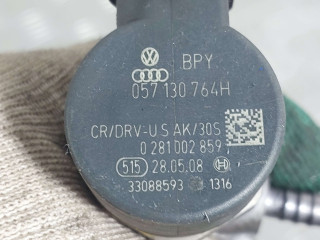 BPY
057 130 764H
CR/DRV-U S AK/30S
0 281 002 859
515 28.05.08
33088593 1316